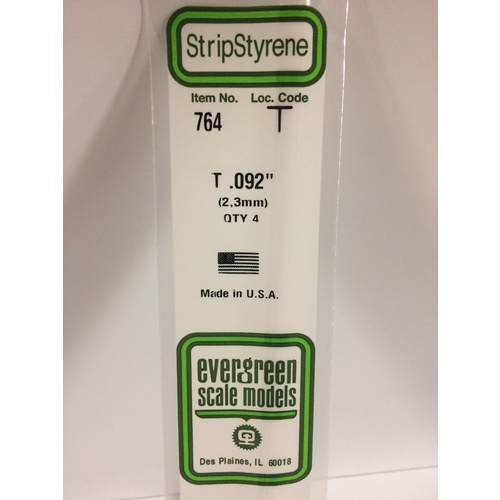 StripStyrene
Item No. Loc. Code
764 T
T .092"
(2.3mm)
QTY 4
Made in U.S.A.
evergreen
scale models
Des Plaines, IL 60018